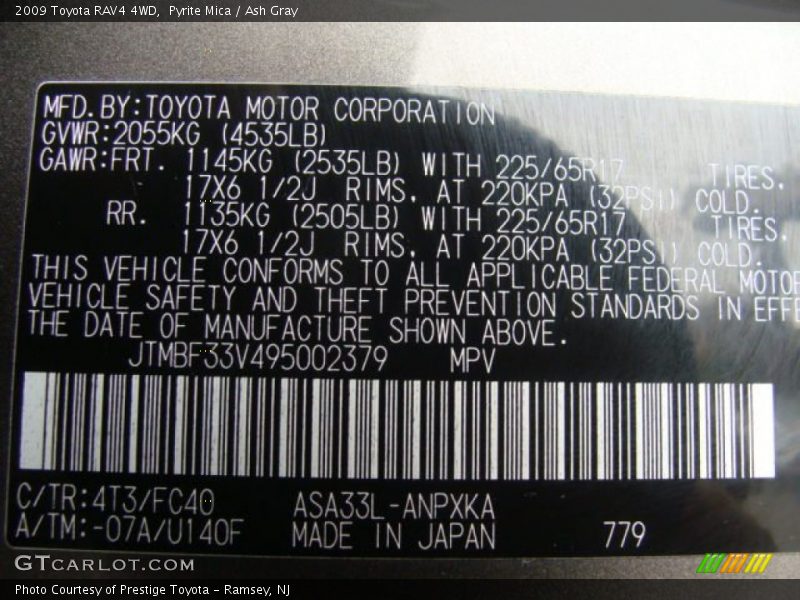 2009 Toyota RAV4 4WD, Pyrite Mica / Ash Gray
MFD.BY:TOYOTA MOTOR CORPORATION
GVWR:2055KG (4535LB)
GAWR:FRT. 1145KG (2535LB) WITH 225/65R17 TIRES,
17X6 1/2J RIMS, AT 220KPA (32PSI) COLD.
RR. 1135KG (2505LB) WITH 225/65R17 TIRES,
17X6 1/2J RIMS, AT 220KPA (32PSI) COLD.
THIS VEHICLE CONFORMS TO ALL APPLICABLE FEDERAL MOTOR
VEHICLE SAFETY AND THEFT PREVENTION STANDARDS IN EFFE
THE DATE OF MANUFACTURE SHOWN ABOVE.
JTMBF33V495002379 MPV
C/TR:4T3/FC40 ASA33L-ANPXKA
A/TM:-07A/U140F MADE IN JAPAN 779
GTCARLOT.COM
Photo Courtesy of Prestige Toyota - Ramsey, NJ